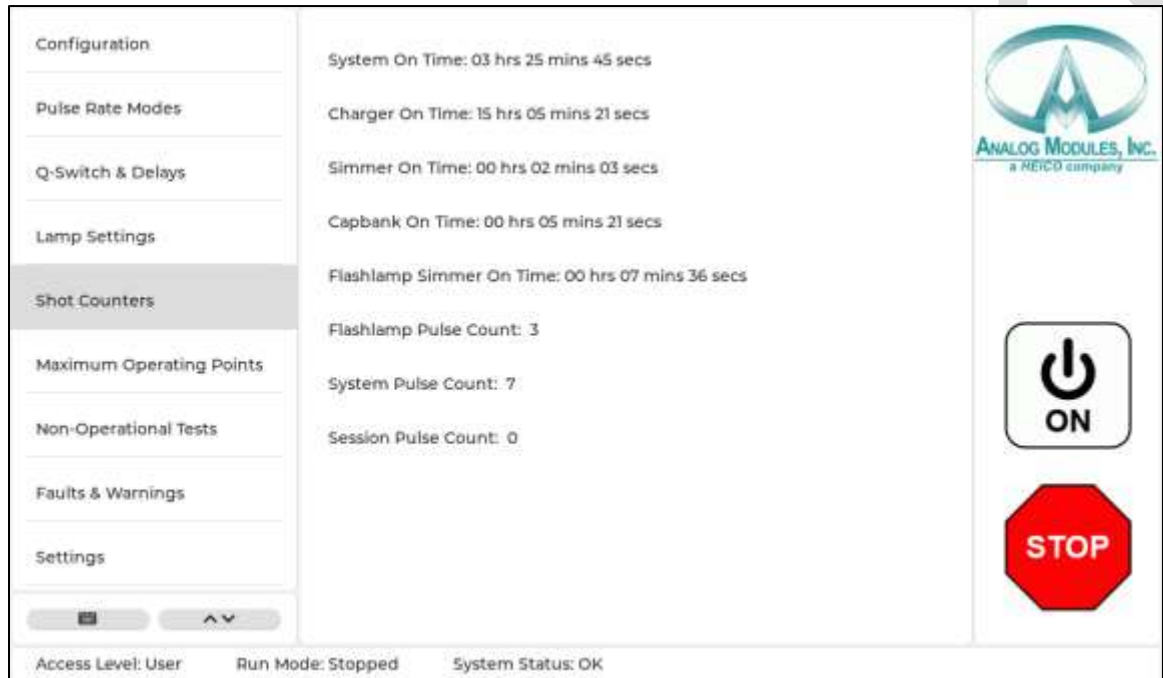 Configuration
Pulse Rate Modes
Q-Switch & Delays
Lamp Settings
Shot Counters
Maximum Operating Points
Non-Operational Tests
Faults & Warnings
Settings
System On Time: 03 hrs 25 mins 45 secs
Charger On Time: 15 hrs 05 mins 21 secs
Simmer On Time: 00 hrs 02 mins 03 secs
Capbank On Time: 00 hrs 05 mins 21 secs
Flashlamp Simmer On Time: 00 hrs 07 mins 36 secs
Flashlamp Pulse Count: 3
System Pulse Count: 7
Session Pulse Count: 0
ANALOG MODULES, INC.
a HEICO company
ON
STOP
Access Level: User Run Mode: Stopped System Status: OK